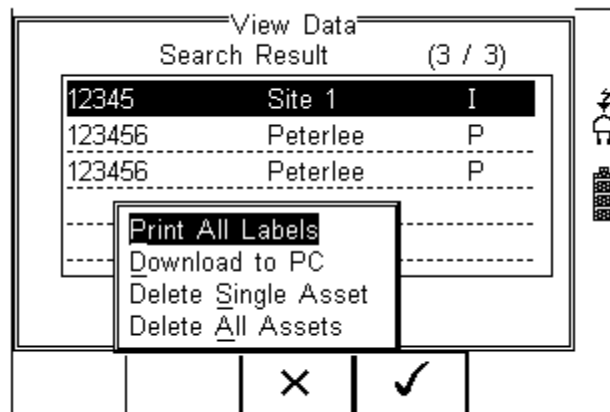 View Data
Search Result (3 / 3)
12345 Site 1 I
123456 Peterlee P
123456 Peterlee P
Print All Labels
Download to PC
Delete Single Asset
Delete All Assets